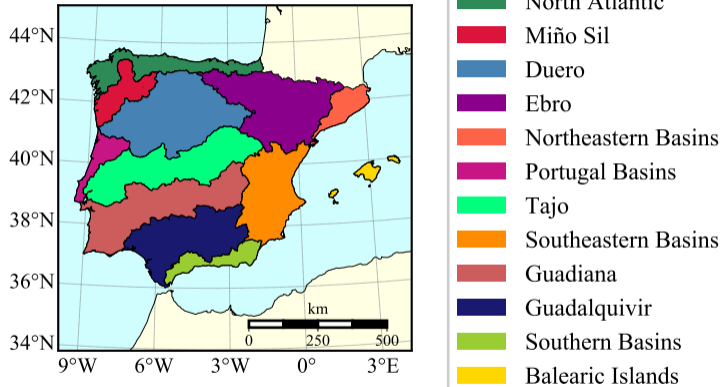 44°N
42°N
40°N
38°N
36°N
34°N
9°W 6°W 3°W 0° 3°E
km
0 250 500
North Atlantic
Miño Sil
Duero
Ebro
Northeastern Basins
Portugal Basins
Tajo
Southeastern Basins
Guadiana
Guadalquivir
Southern Basins
Balearic Islands